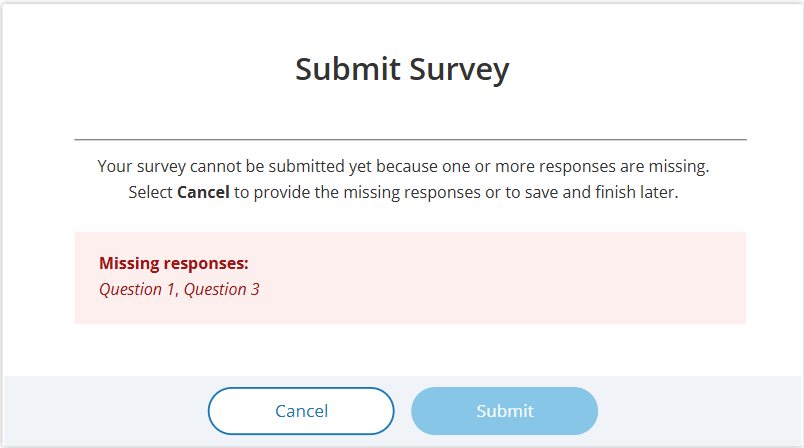 Submit Survey
Your survey cannot be submitted yet because one or more responses are missing.
Select Cancel to provide the missing responses or to save and finish later.
Missing responses:
Question 1, Question 3
Cancel
Submit